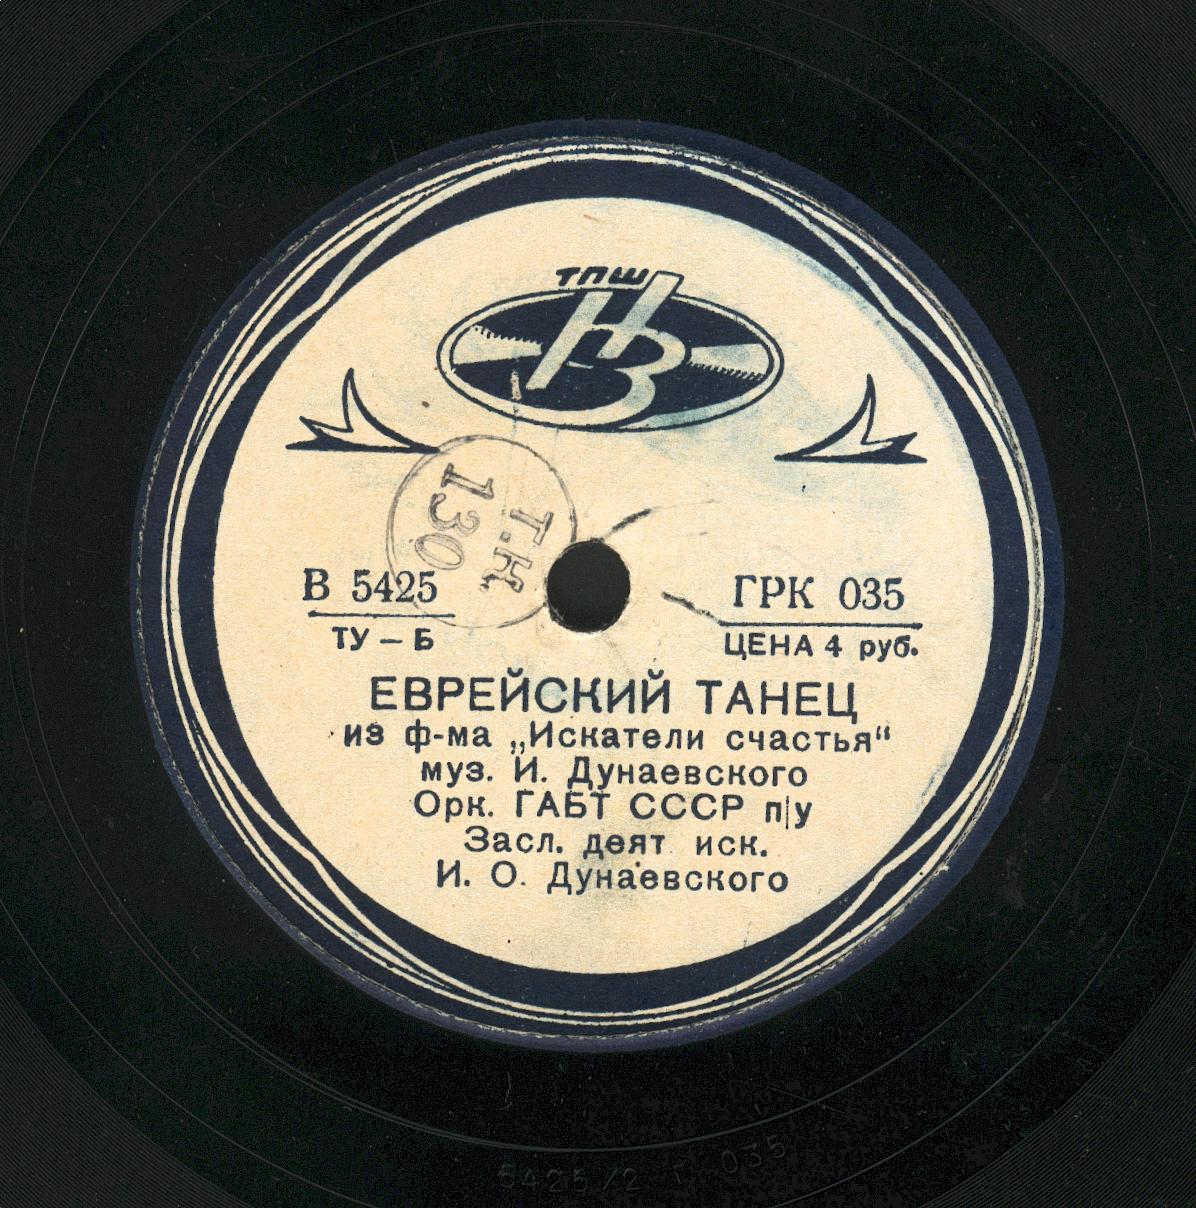 ТПШ
НЗ
Т.К
130
В 5425
ГРК 035
ТУ – Б
ЦЕНА 4 руб.
ЕВРЕЙСКИЙ ТАНЕЦ
из ф-ма „Искатели счастья“
муз. И. Дунаевского
Орк. ГАБТ СССР п/у
Засл. деят иск.
И. О. Дунаевского
5425/2 Г 035